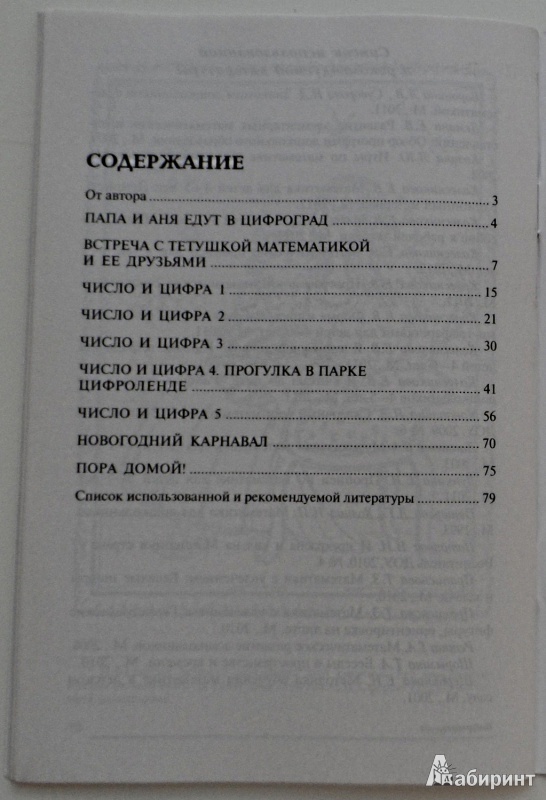 СОДЕРЖАНИЕ
От автора 3
ПАПА И АНЯ ЕДУТ В ЦИФРОГРАД 4
ВСТРЕЧА С ТЕТУШКОЙ МАТЕМАТИКОЙ
И ЕЕ ДРУЗЬЯМИ 7
ЧИСЛО И ЦИФРА 1 15
ЧИСЛО И ЦИФРА 2 21
ЧИСЛО И ЦИФРА 3 30
ЧИСЛО И ЦИФРА 4. ПРОГУЛКА В ПАРКЕ
ЦИФРОЛЕНДЕ 41
ЧИСЛО И ЦИФРА 5 56
НОВОГОДНИЙ КАРНАВАЛ 70
ПОРА ДОМОЙ! 75
Список использованной и рекомендуемой литературы 79
Лабиринт